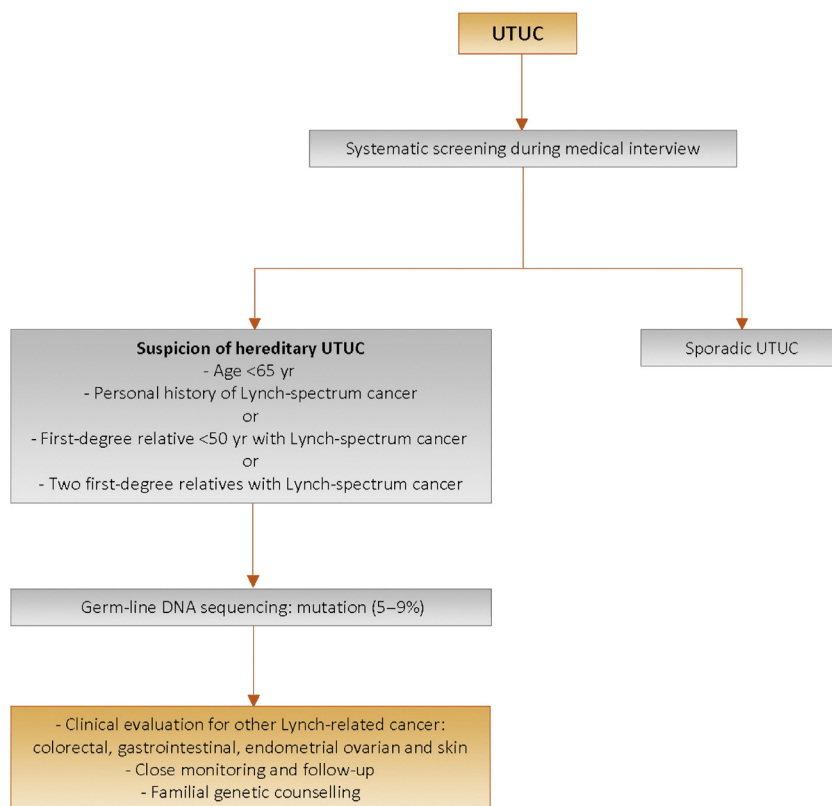 UTUC
Systematic screening during medical interview
Suspicion of hereditary UTUC
- Age <65 yr
- Personal history of Lynch-spectrum cancer
or
- First-degree relative <50 yr with Lynch-spectrum cancer
or
- Two first-degree relatives with Lynch-spectrum cancer
Sporadic UTUC
Germ-line DNA sequencing: mutation (5–9%)
- Clinical evaluation for other Lynch-related cancer:
colorectal, gastrointestinal, endometrial ovarian and skin
- Close monitoring and follow-up
- Familial genetic counselling